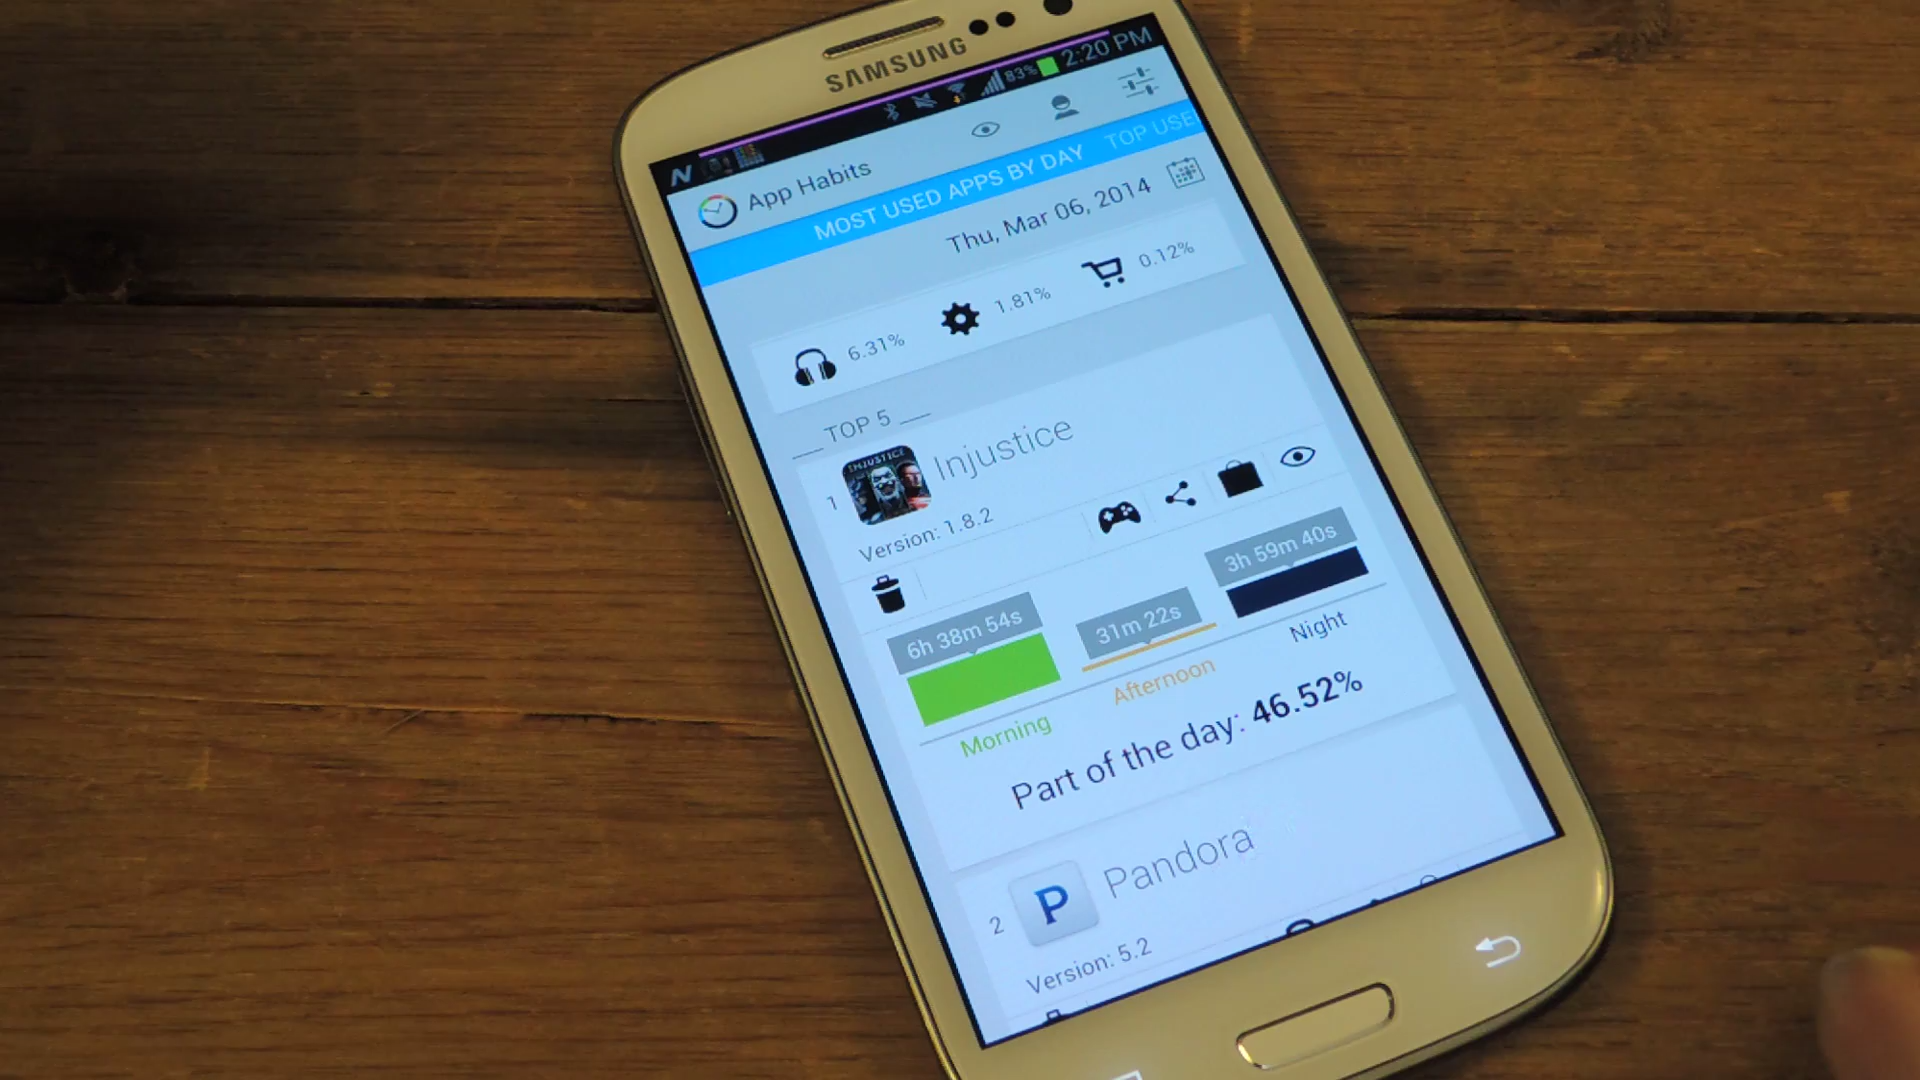 SAMSUNG
N 83% 2:20 PM
App Habits
MOST USED APPS BY DAY TOP USE
Thu, Mar 06, 2014
6.31% 1.81% 0.12%
TOP 5
1 INJUSTICE Injustice
Version: 1.8.2
6h 38m 54s 31m 22s 3h 59m 40s
Morning Afternoon Night
Part of the day: 46.52%
2 P Pandora
Version: 5.2